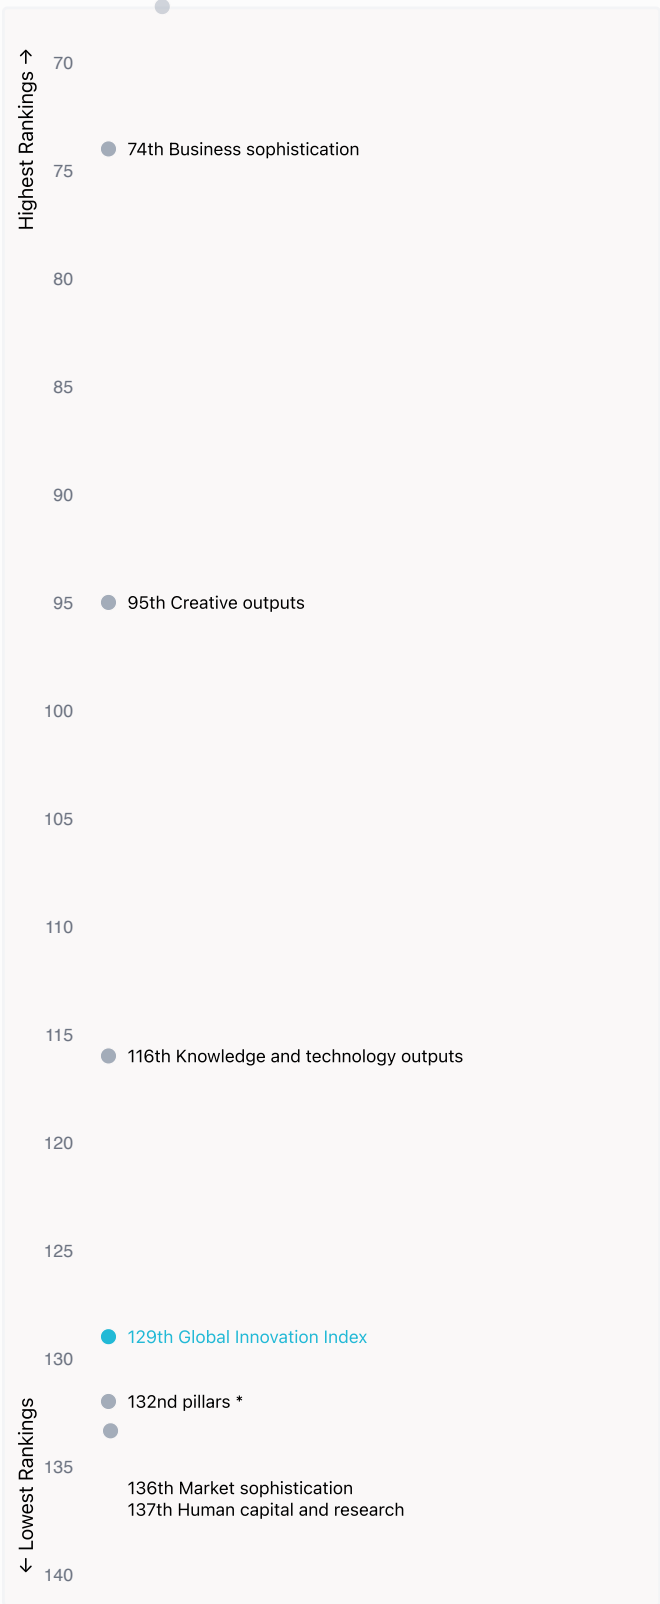 Highest Rankings →
70
74th Business sophistication
75
80
85
90
95
95th Creative outputs
100
105
110
115
116th Knowledge and technology outputs
120
125
129th Global Innovation Index
130
132nd pillars *
← Lowest Rankings
135
136th Market sophistication
137th Human capital and research
140